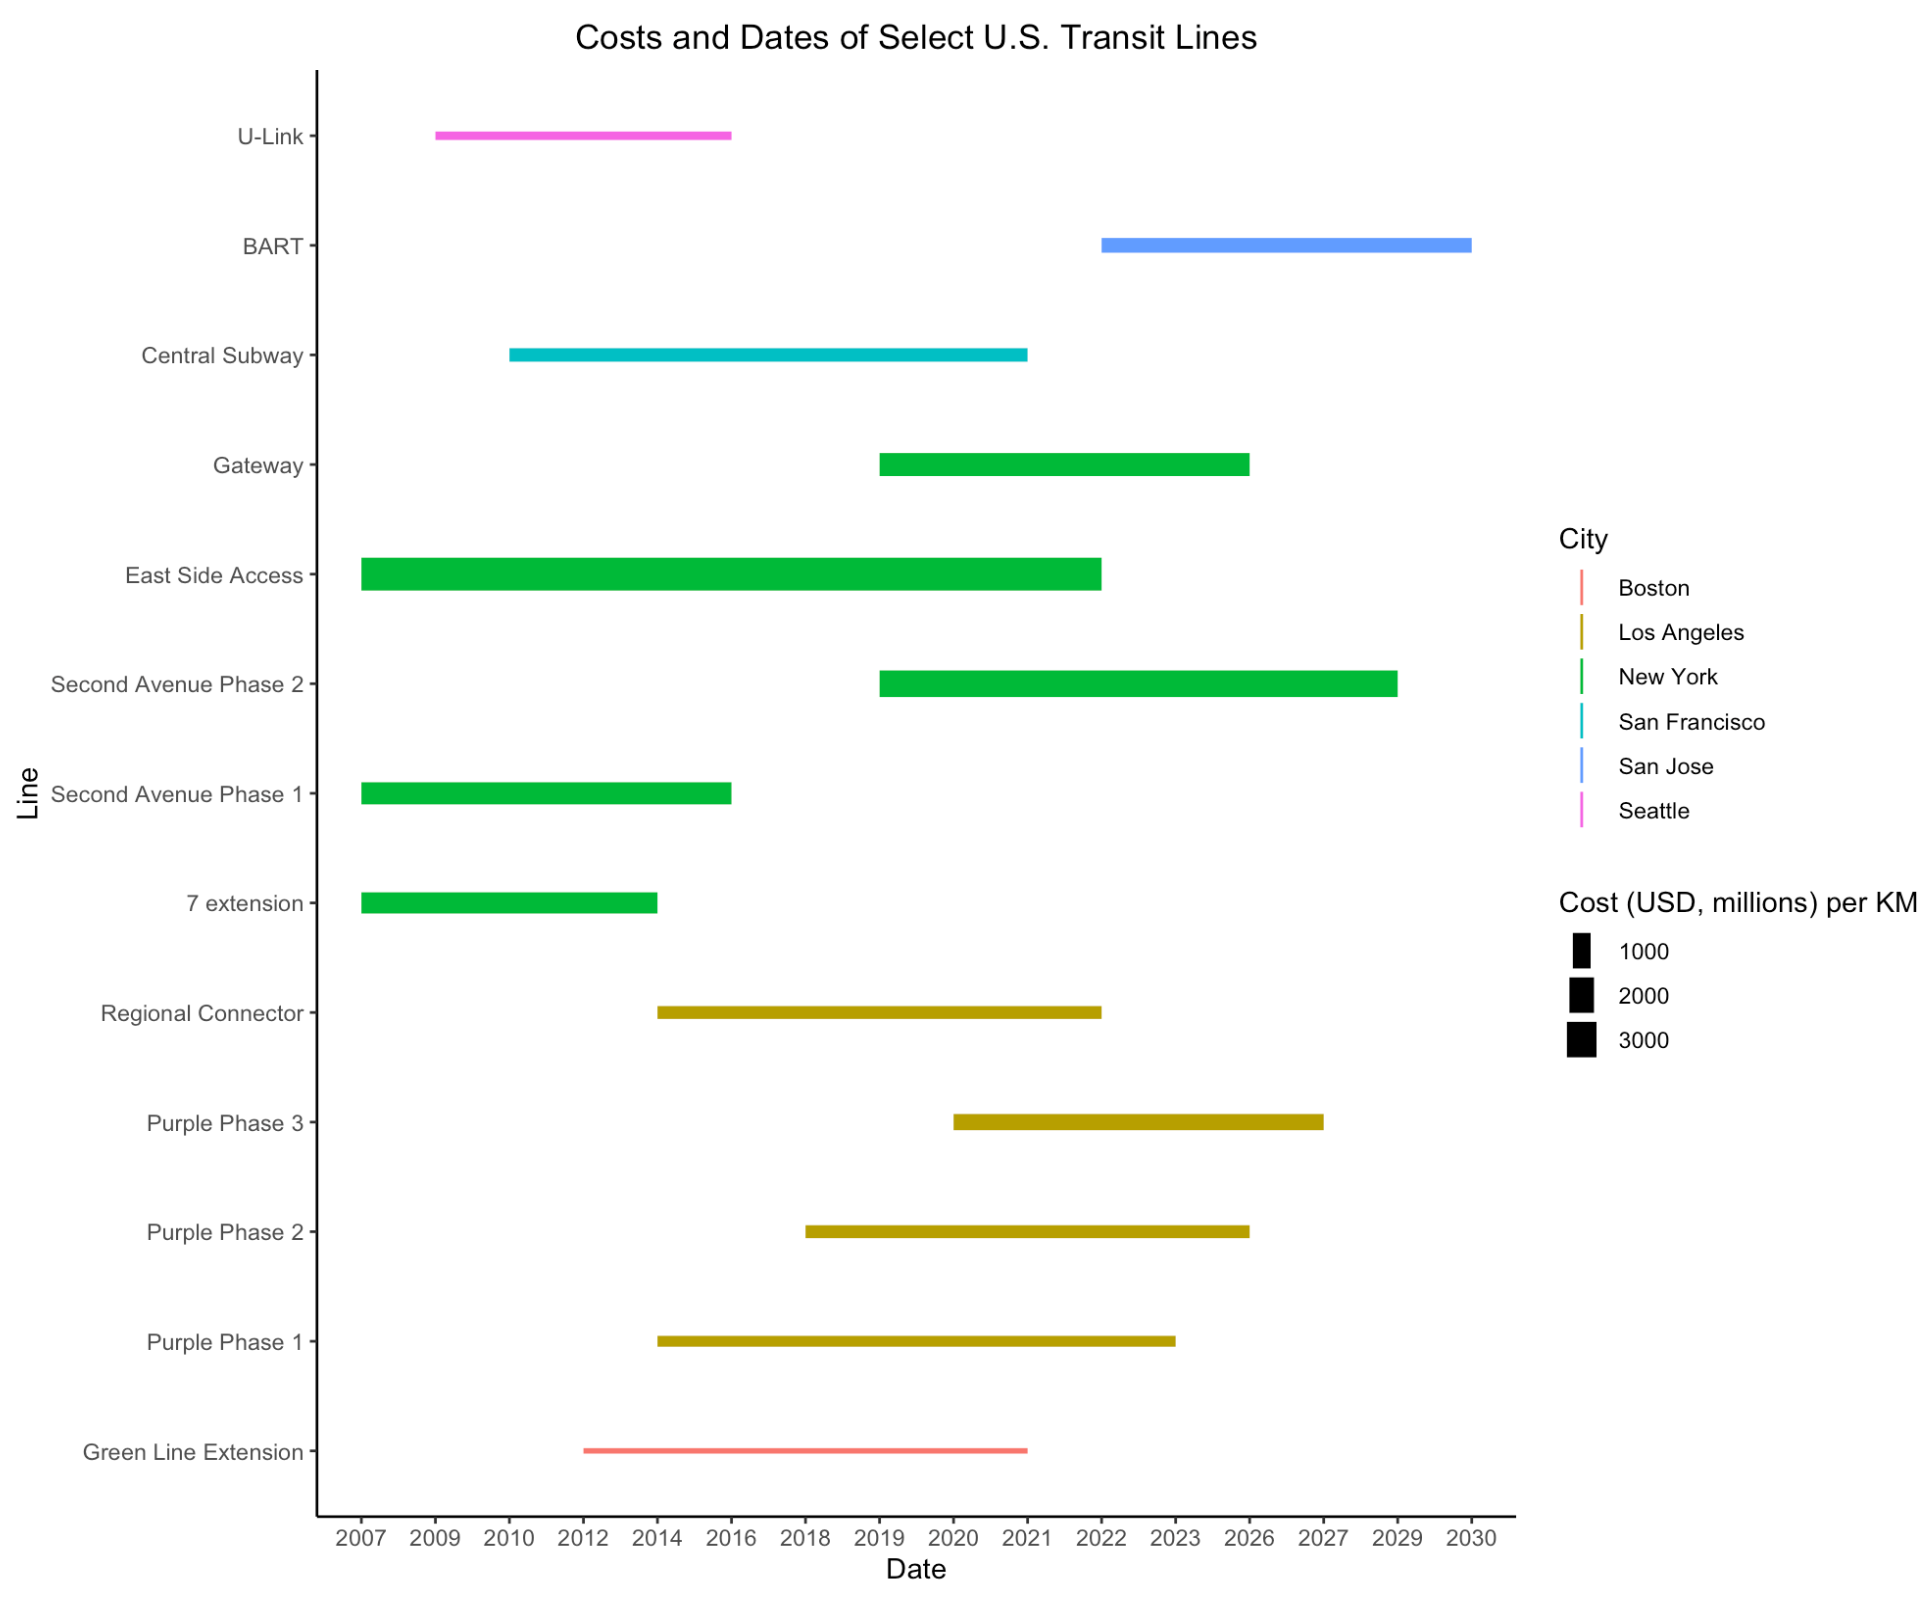 Costs and Dates of Select U.S. Transit Lines
U-Link
BART
Central Subway
Gateway
East Side Access
Second Avenue Phase 2
Second Avenue Phase 1
7 extension
Regional Connector
Purple Phase 3
Purple Phase 2
Purple Phase 1
Green Line Extension
Line
2007 2009 2010 2012 2014 2016 2018 2019 2020 2021 2022 2023 2026 2027 2029 2030
Date
City
Boston
Los Angeles
New York
San Francisco
San Jose
Seattle
Cost (USD, millions) per KM
1000
2000
3000